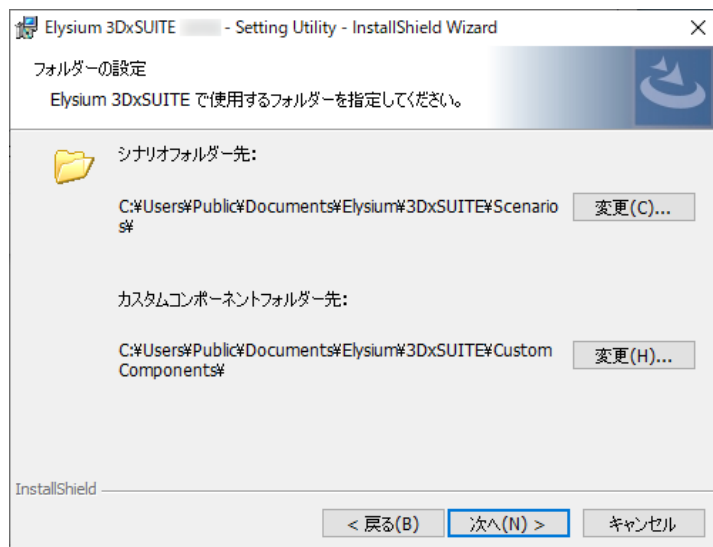 Elysium 3DxSUITE - Setting Utility - InstallShield Wizard
フォルダーの設定
Elysium 3DxSUITE で使用するフォルダーを指定してください。
シナリオフォルダー先:
C:¥Users¥Public¥Documents¥Elysium¥3DxSUITE¥Scenario
s¥
変更(C)...
カスタムコンポーネントフォルダー先:
C:¥Users¥Public¥Documents¥Elysium¥3DxSUITE¥Custom
Components¥
変更(H)...
InstallShield
< 戻る(B)
次へ(N) >
キャンセル